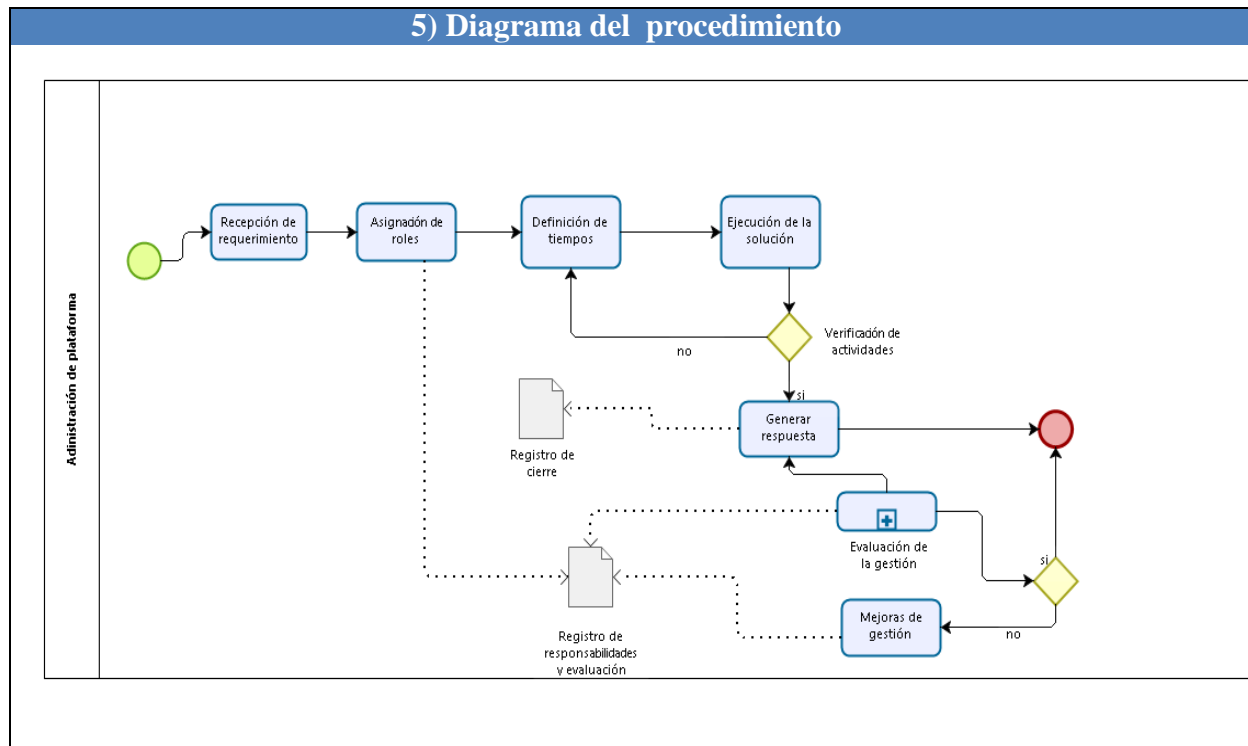 5) Diagrama del procedimiento
Adinistración de plataforma
Recepción de
requerimiento
Asignación de
roles
Definición de
tiempos
Ejecución de la
solución
Verificación de
actividades
no
si
Generar
respuesta
Registro de
cierre
Evaluación de
la gestión
si
no
Mejoras de
gestión
Registro de
responsabilidades
y evaluación